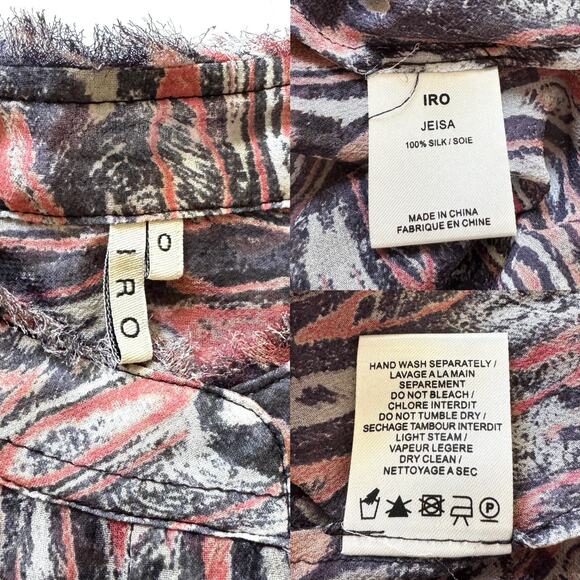 IRO
0
IRO
JEISA
100% SILK / SOIE
MADE IN CHINA
FABRIQUE EN CHINE
HAND WASH SEPARATELY /
LAVAGE A LA MAIN
SEPAREMENT
DO NOT BLEACH /
CHLORE INTERDIT
DO NOT TUMBLE DRY /
SECHAGE TAMBOUR INTERDIT
LIGHT STEAM /
VAPEUR LEGERE
DRY CLEAN /
NETTOYAGE A SEC
P